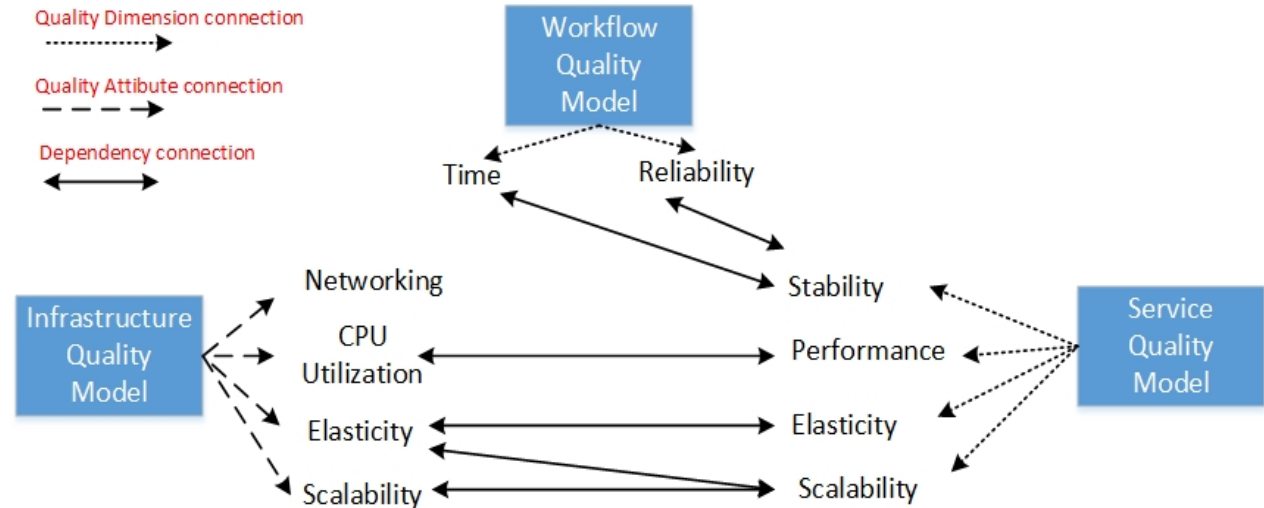 Quality Dimension connection
Quality Attibute connection
Dependency connection
Workflow
Quality
Model
Time
Reliability
Infrastructure
Quality
Model
Networking
CPU
Utilization
Elasticity
Scalability
Stability
Performance
Elasticity
Scalability
Service
Quality
Model